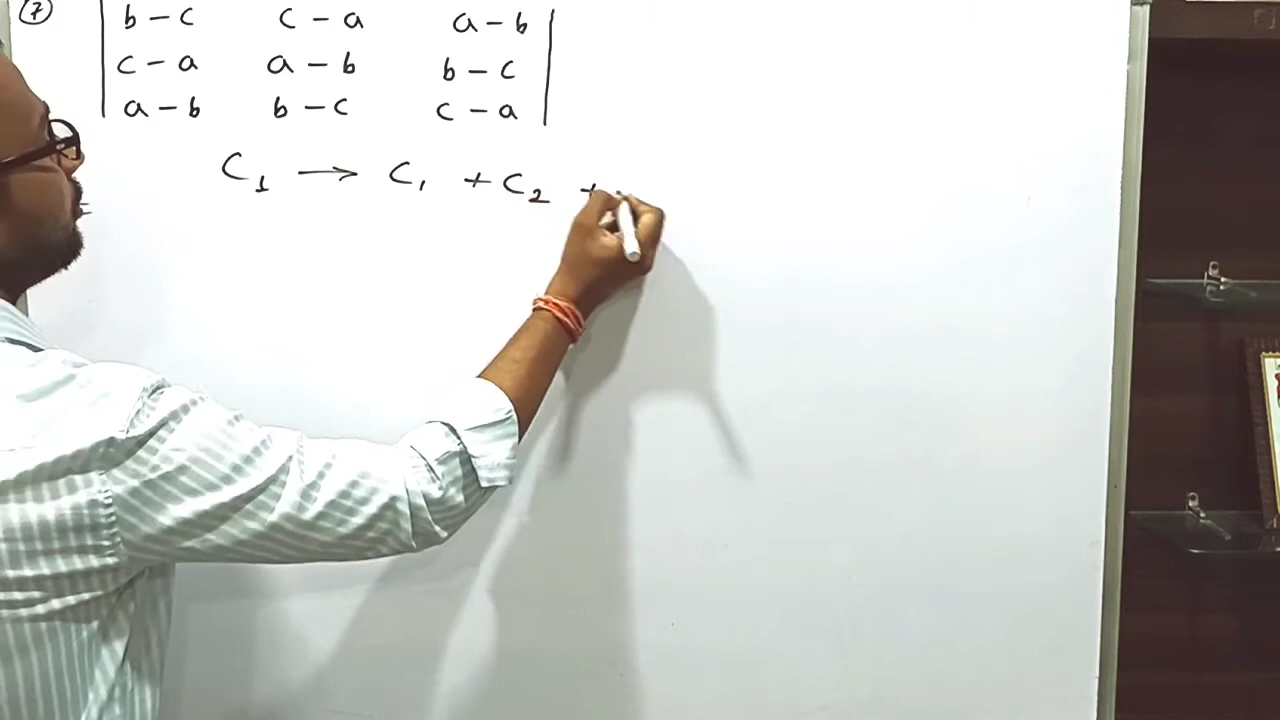 ⑦ | b - c c - a a - b |
| c - a a - b b - c |
| a - b b - c c - a |
C₁ → C₁ + C₂ +